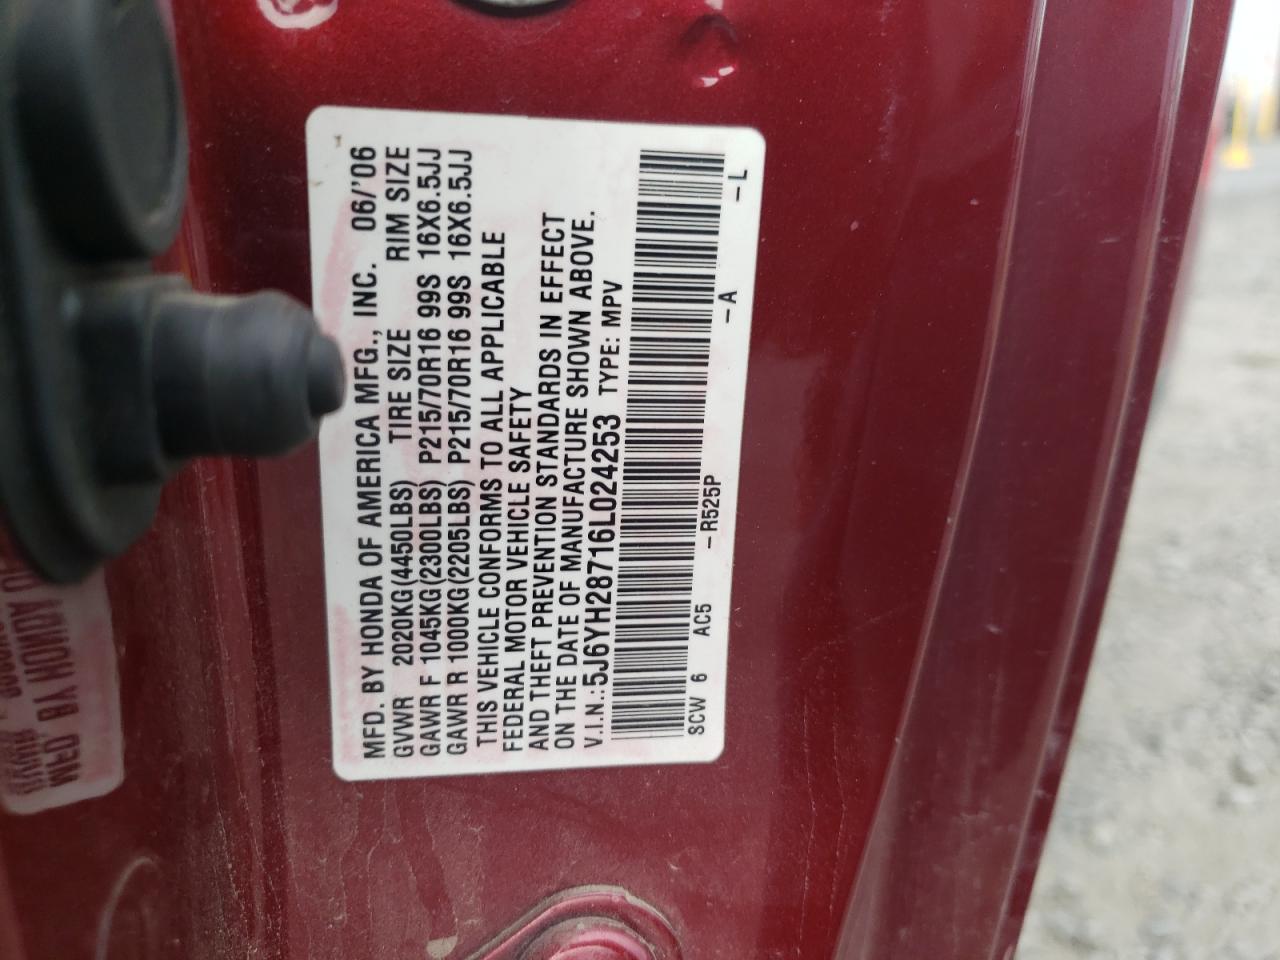 MFD. BY HONDA OF AMERICA MFG., INC. 06/'06
GVWR 2020KG(4450LBS) TIRE SIZE RIM SIZE
GAWR F 1045KG(2300LBS) P215/70R16 99S 16X6.5JJ
GAWR R 1000KG(2205LBS) P215/70R16 99S 16X6.5JJ
THIS VEHICLE CONFORMS TO ALL APPLICABLE
FEDERAL MOTOR VEHICLE SAFETY
AND THEFT PREVENTION STANDARDS IN EFFECT
ON THE DATE OF MANUFACTURE SHOWN ABOVE.
V.I.N.:5J6YH28716L024253 TYPE: MPV
SCW 6 AC5 -R525P -A -L